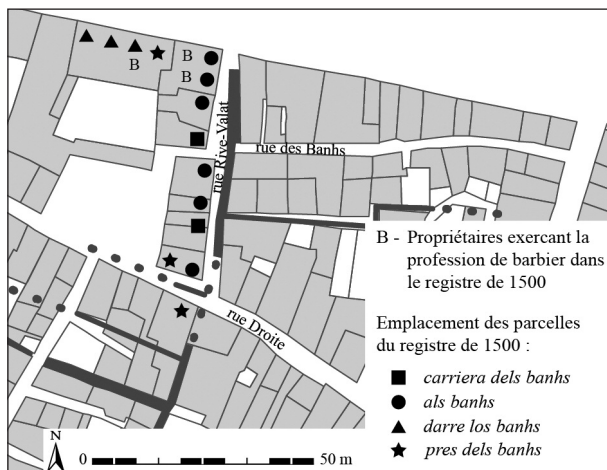 B
B
B
rue Rive-Valat
rue des Banhs
rue Droite
B - Propriétaires exercant la
profession de barbier dans
le registre de 1500
Emplacement des parcelles
du registre de 1500 :
carriera dels banhs
als banhs
darre los banhs
pres dels banhs
N
0 50 m